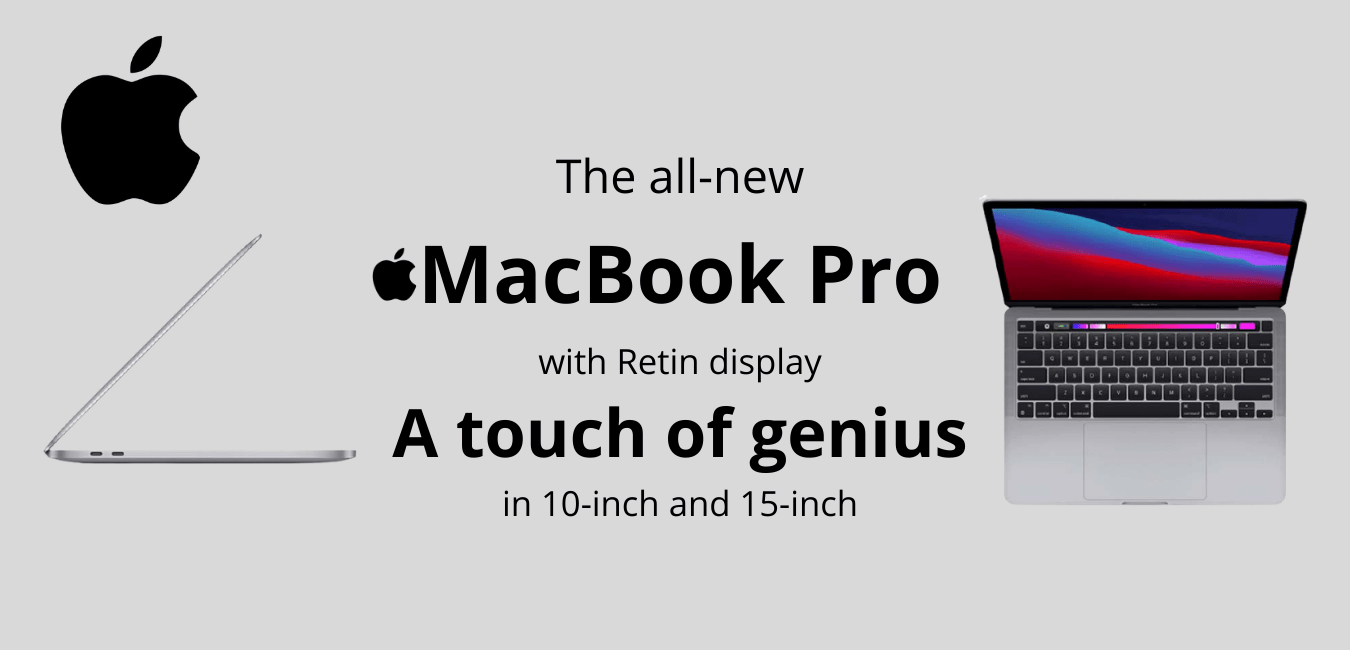 The all-new
MacBook Pro
with Retin display
A touch of genius
in 10-inch and 15-inch